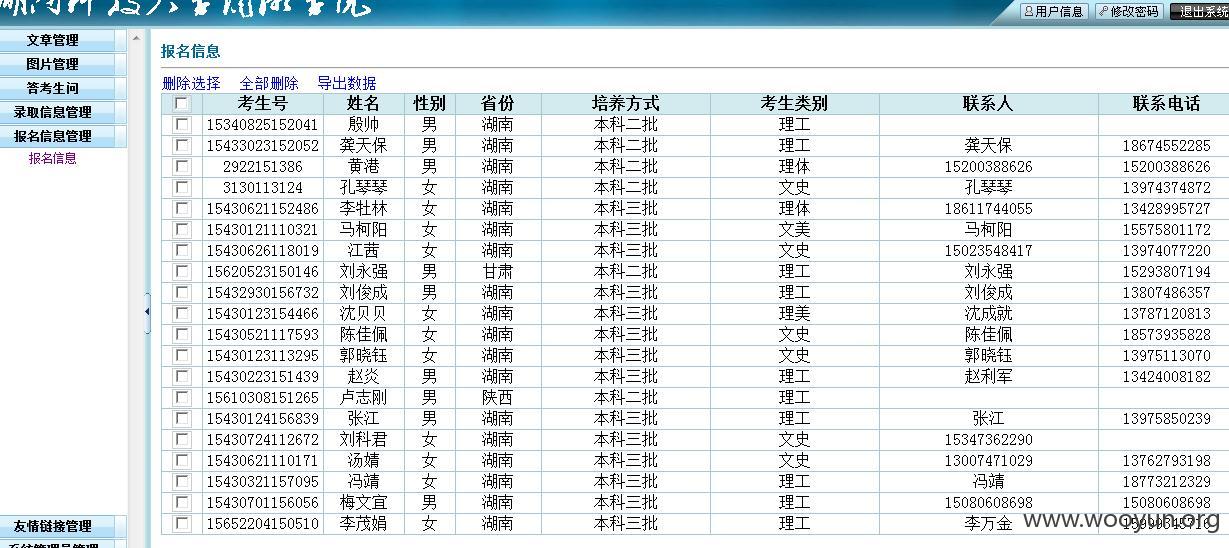 湖南科技大学潇湘学院
用户信息 修改密码 退出系统
文章管理
图片管理
答考生问
录取信息管理
报名信息管理
报名信息
友情链接管理
系统管理员管理
报名信息
删除选择 全部删除 导出数据
考生号 姓名 性别 省份 培养方式 考生类别 联系人 联系电话
15340825152041 殷帅 男 湖南 本科二批 理工
15433023152052 龚天保 男 湖南 本科二批 理工 龚天保 18674552285
2922151386 黄港 男 湖南 本科二批 理体 15200388626 15200388626
3130113124 孔琴琴 女 湖南 本科二批 文史 孔琴琴 13974374872
15430621152486 李牡林 女 湖南 本科三批 理体 18611744055 13428995727
15430121110321 马柯阳 女 湖南 本科三批 文美 马柯阳 15575801172
15430626118019 江茜 女 湖南 本科三批 文史 15023548417 13974077220
15620523150146 刘永强 男 甘肃 本科二批 理工 刘永强 15293807194
15432930156732 刘俊成 男 湖南 本科三批 理工 刘俊成 13807486357
15430123154466 沈贝贝 女 湖南 本科三批 理美 沈成就 13787120813
15430521117593 陈佳佩 女 湖南 本科三批 文史 陈佳佩 18573935828
15430123113295 郭晓钰 女 湖南 本科三批 文史 郭晓钰 13975113070
15430223151439 赵炎 男 湖南 本科三批 理工 赵利军 13424008182
15610308151265 卢志刚 男 陕西 本科二批 理工
15430124156839 张江 男 湖南 本科三批 理工 张江 13975850239
15430724112672 刘科君 女 湖南 本科三批 文史 15347362290
15430621110171 汤婧 女 湖南 本科三批 文史 13007471029 13762793198
15430321157095 冯靖 女 湖南 本科三批 理工 冯靖 18773212329
15430701156056 梅文宜 男 湖南 本科三批 理工 15080608698 15080608698
15652204150510 李茂娟 女 湖南 本科三批 理工 李万金
www.wooyun.org